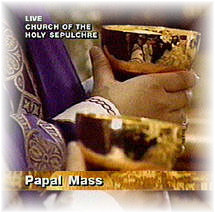 LIVE
CHURCH OF THE
HOLY SEPULCHRE
Papal Mass